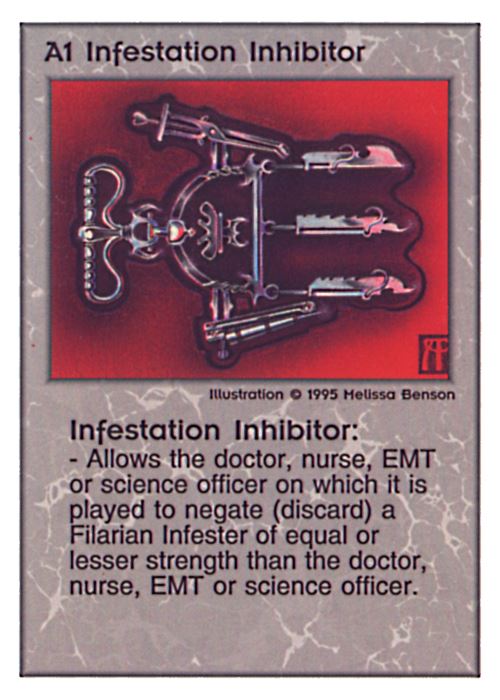 A1 Infestation Inhibitor
Illustration © 1995 Melissa Benson
Infestation Inhibitor:
- Allows the doctor, nurse, EMT
or science officer on which it is
played to negate (discard) a
Filarian Infester of equal or
lesser strength than the doctor,
nurse, EMT or science officer.